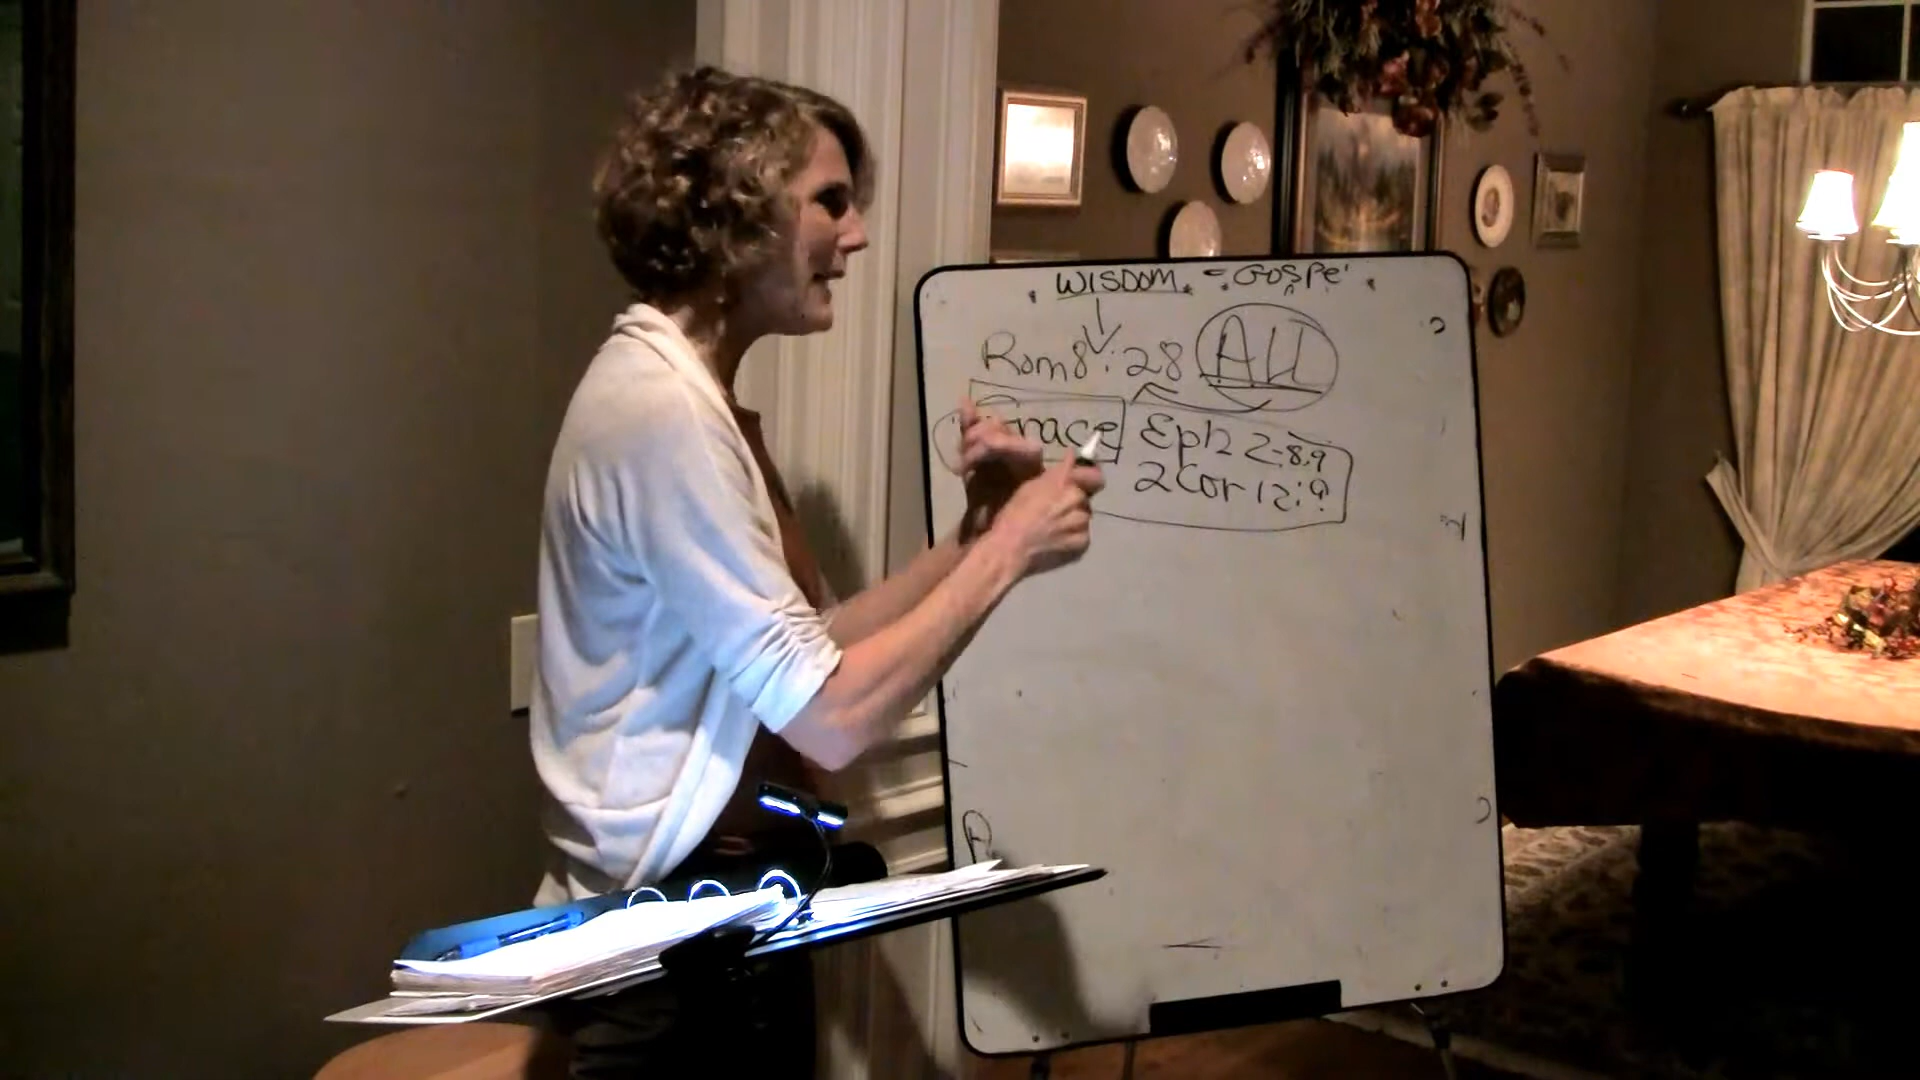 WISDOM = Gospel
Rom 8:28 ALL
Grace Eph 2-8,9
2 Cor 12:9